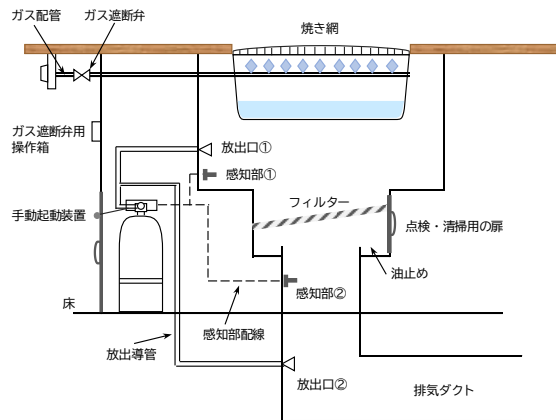 ガス配管
ガス遮断弁
焼き網
ガス遮断弁用
操作箱
放出口①
感知部①
フィルター
手動起動装置
点検・清掃用の扉
油止め
感知部②
床
感知部配線
放出導管
放出口②
排気ダクト